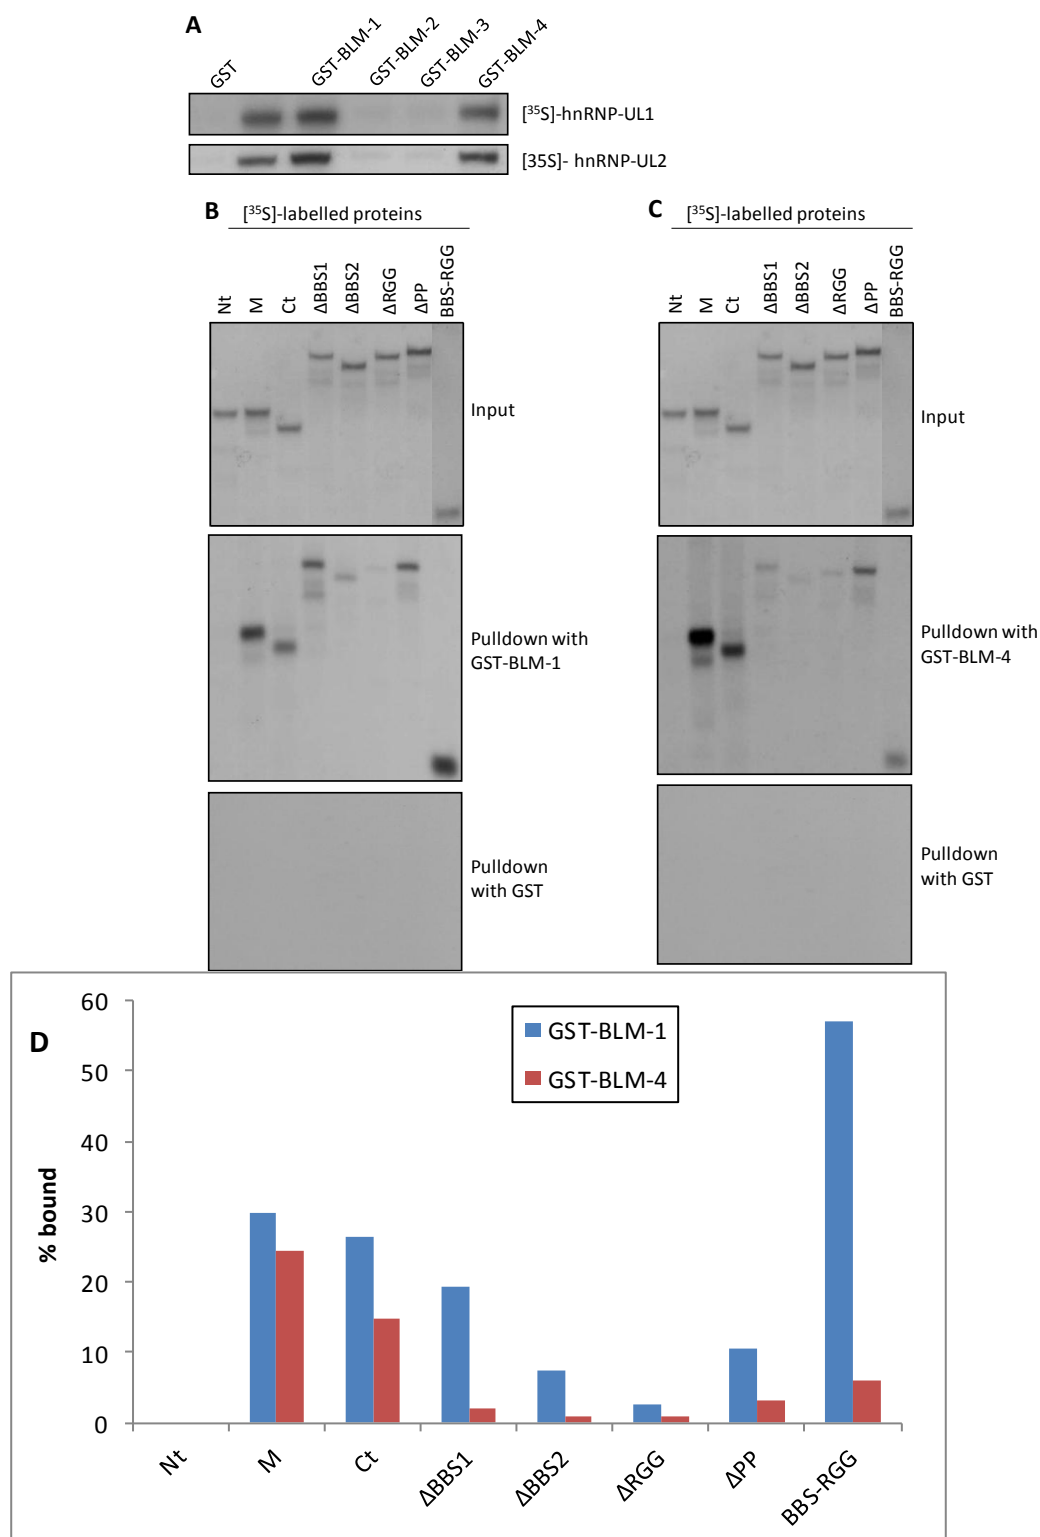 A
GST
GST-BLM-1
GST-BLM-2
GST-BLM-3
GST-BLM-4
[³⁵S]-hnRNP-UL1
[35S]- hnRNP-UL2
B
[³⁵S]-labelled proteins
Nt
M
Ct
ΔBBS1
ΔBBS2
ΔRGG
ΔPP
BBS-RGG
Input
Pulldown with
GST-BLM-1
Pulldown
with GST
C
[³⁵S]-labelled proteins
Nt
M
Ct
ΔBBS1
ΔBBS2
ΔRGG
ΔPP
BBS-RGG
Input
Pulldown with
GST-BLM-4
Pulldown
with GST
D
% bound
60
50
40
30
20
10
0
GST-BLM-1
GST-BLM-4
Nt
M
Ct
ΔBBS1
ΔBBS2
ΔRGG
ΔPP
BBS-RGG